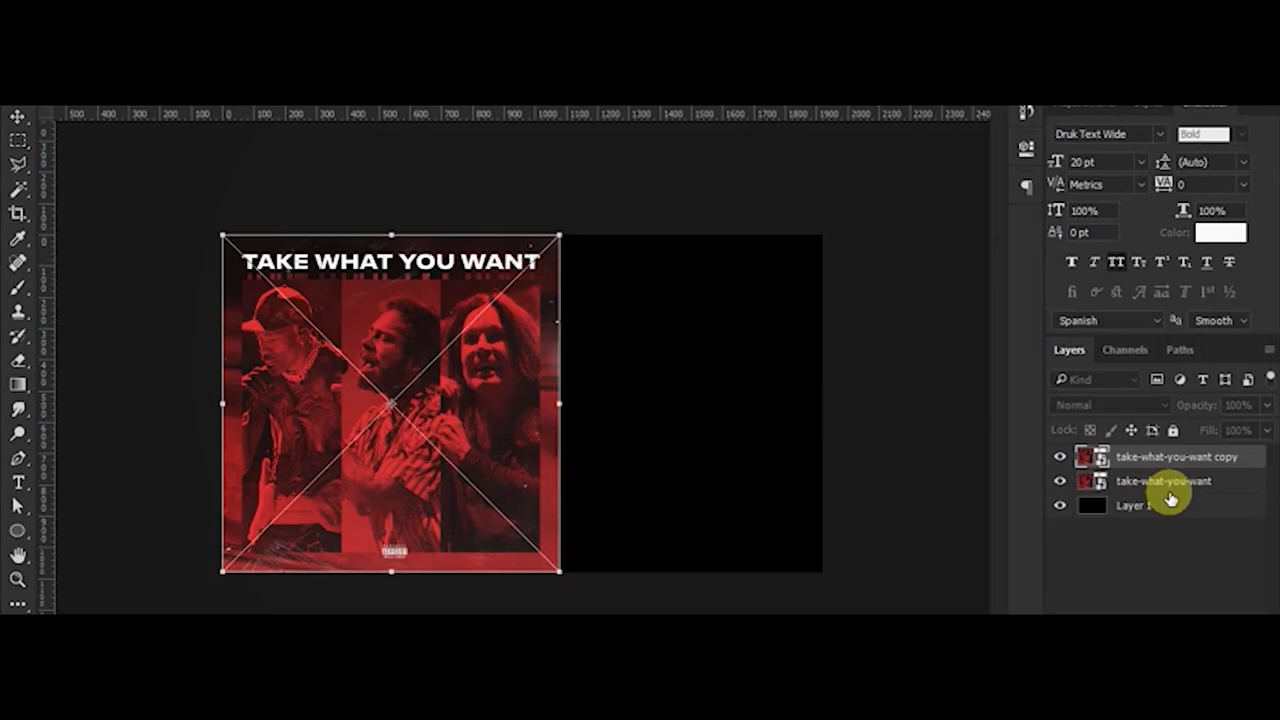 500 400 300 200 100 0 100 200 300 400 500 600 700 800 900 1000 1100 1200 1300 1400 1500 1600 1700 1800 1900 2000 2100 2200 2300 240
Druk Text Wide Bold
20 pt (Auto)
Metrics 0
100% 100%
0 pt Color:
Spanish Smooth
Layers Channels Paths
Kind
Normal Opacity: 100%
Lock: Fill: 100%
take-what-you-want copy
take-what-you-want
Layer 1
TAKE WHAT YOU WANT